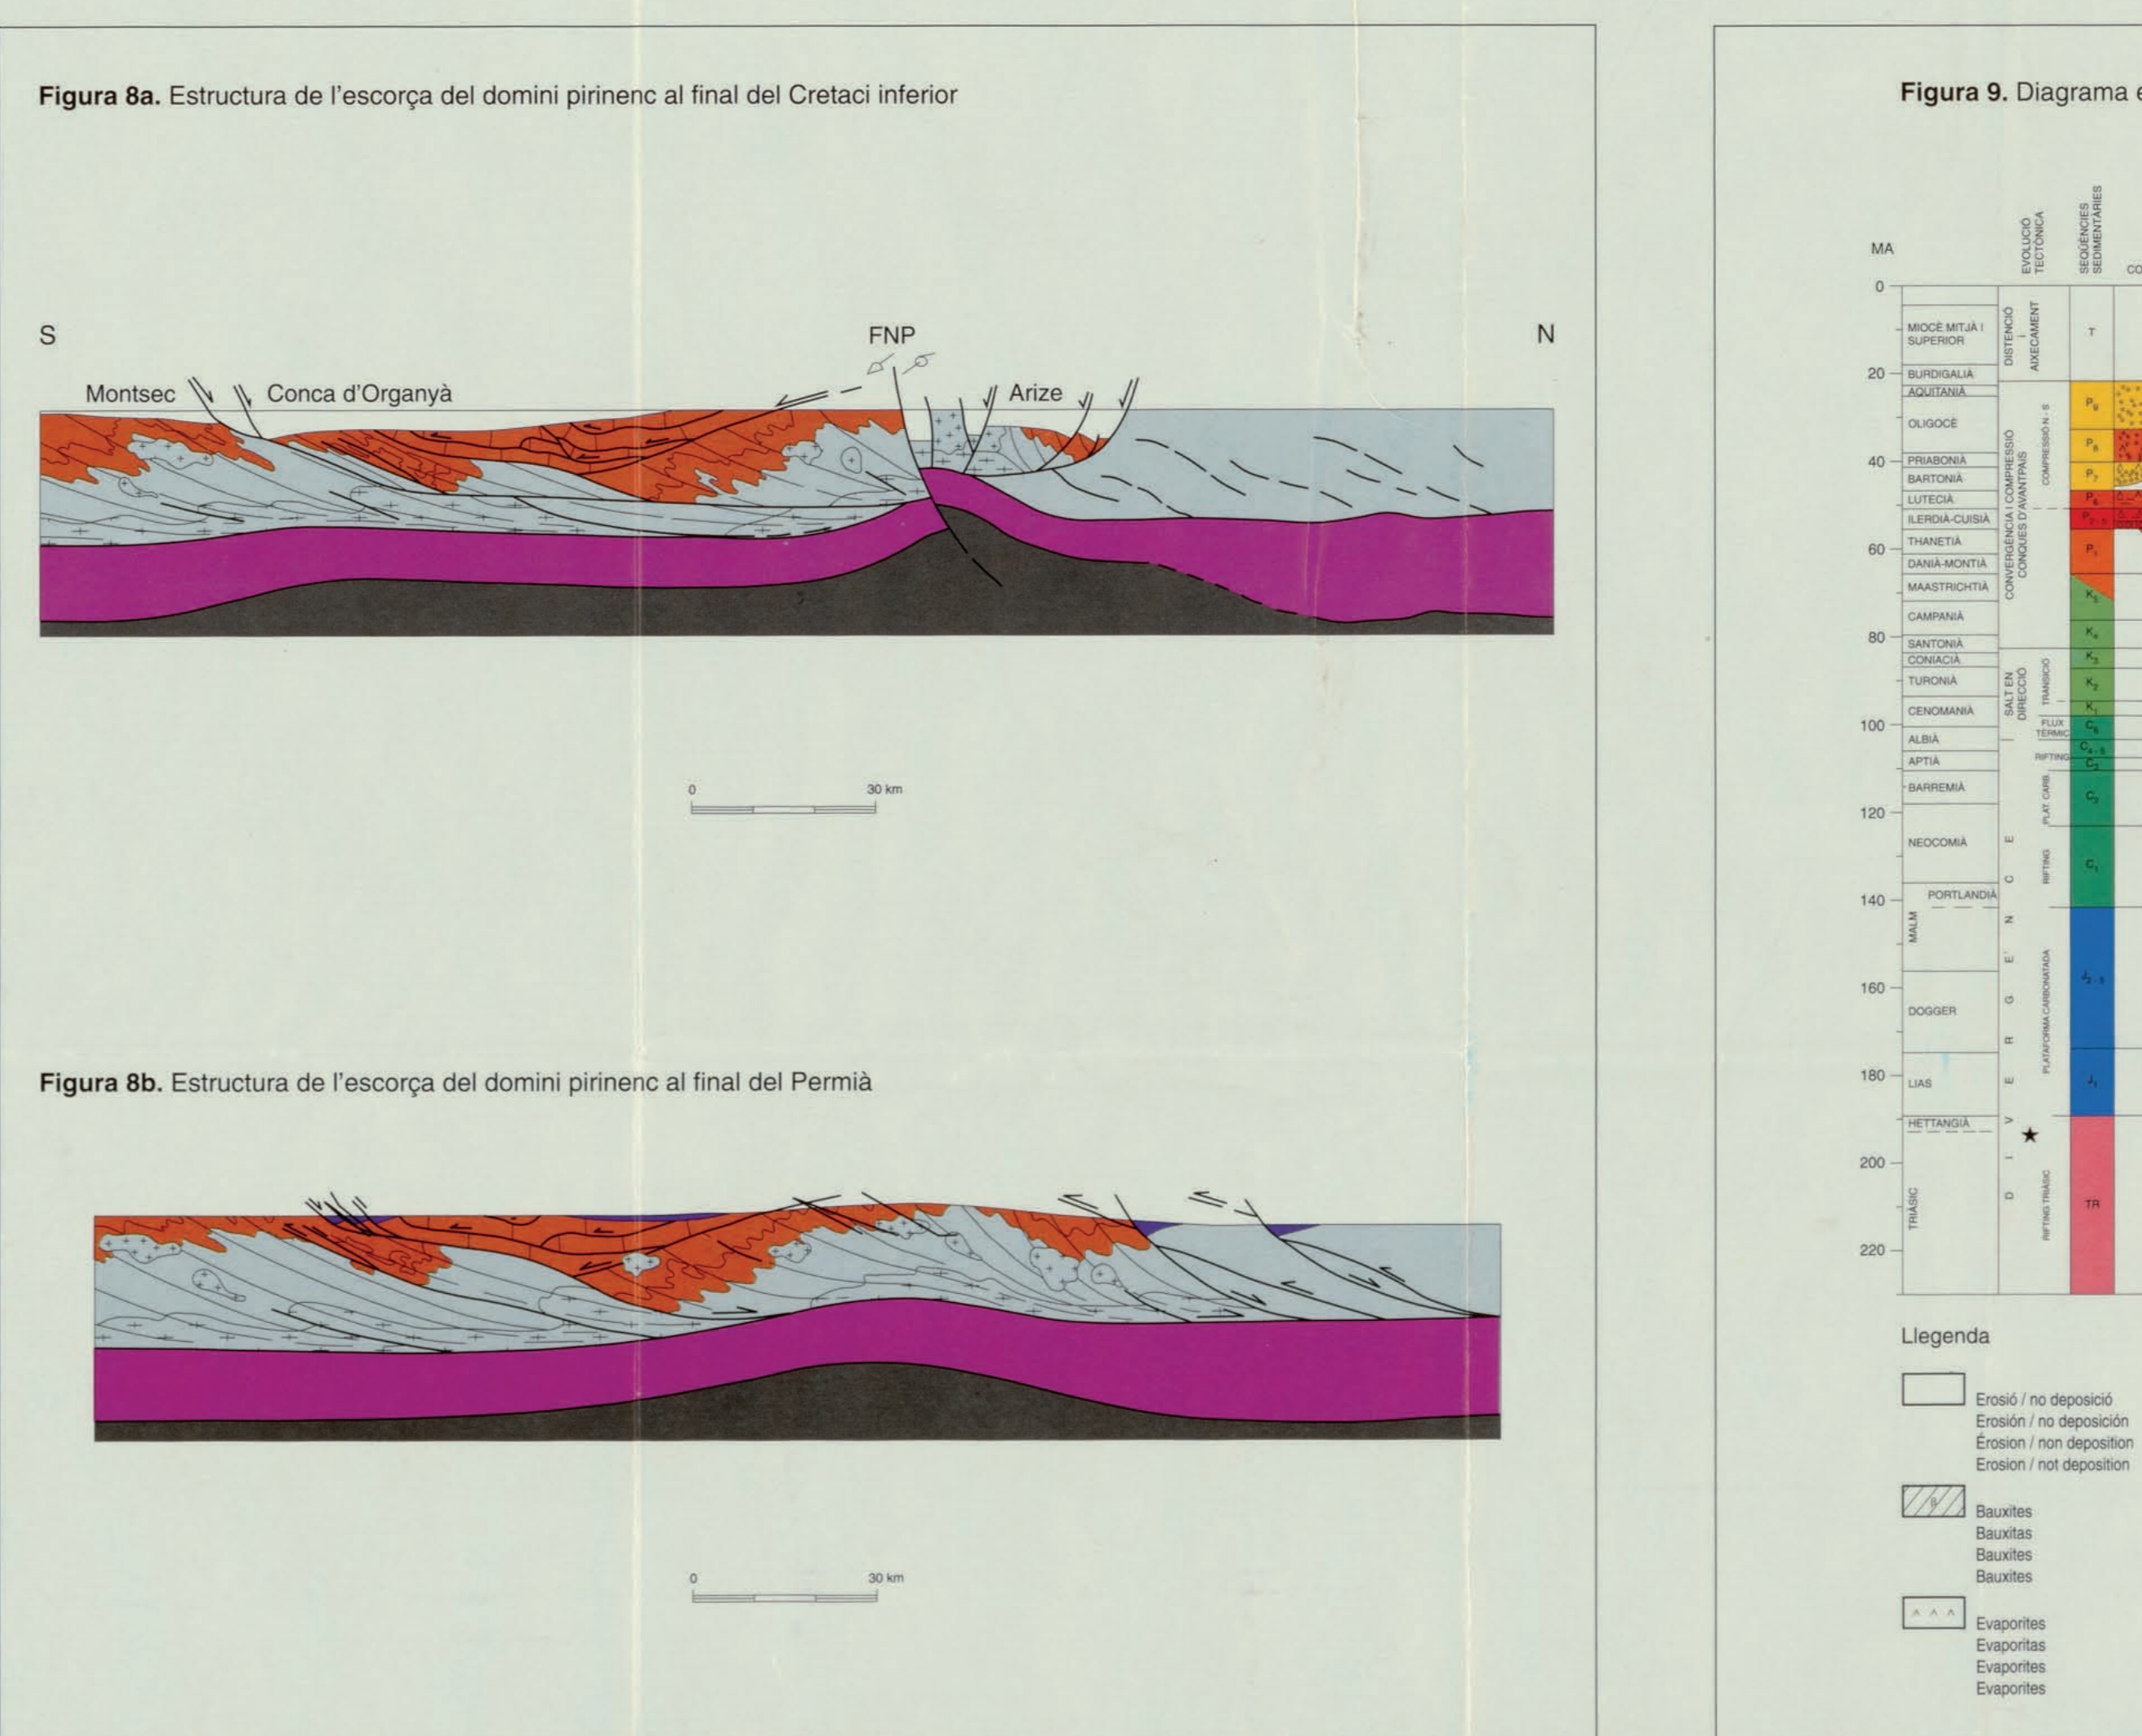 Figura 8a. Estructura de l'escorça del domini pirinenc al final del Cretaci inferior
S
FNP
N
Montsec
Conca d'Organyà
Arize
0
30 km
Figura 8b. Estructura de l'escorça del domini pirinenc al final del Permià
0
30 km
Figura 9. Diagrama
MA
EVOLUCIÓ
TECTÒNICA
SEQÜÈNCIES
SEDIMENTÀRIES
CO
0
20
40
60
80
100
120
140
160
180
200
220
MIOCÈ MITJÀ I
SUPERIOR
BURDIGALIÀ
AQUITANIÀ
OLIGOCÈ
PRIABONIÀ
BARTONIÀ
LUTECIÀ
ILERDIÀ-CUISIÀ
THANETIÀ
DANIÀ-MONTIÀ
MAASTRICHTIÀ
CAMPANIÀ
SANTONIÀ
CONIACIÀ
TURONIÀ
CENOMANIÀ
ALBIÀ
APTIÀ
BARREMIÀ
NEOCOMIÀ
PORTLANDIÀ
MALM
DOGGER
LIAS
HETTANGIÀ
TRIÀSIC
DISTENCIÓ
I
AIXECAMENT
CONVERGÈNCIA I COMPRESSIÓ
CONQUES D'AVANTPAÍS
COMPRESSIÓ N - S
SALT EN
DIRECCIÓ
TRANSICIÓ
FLUX
TÈRMIC
RIFTING
PLAT. CARB.
RIFTING
DIVERGÈNCE
PLATAFORMA CARBONATADA
RIFTING TRIÀSIC
T
P9
P8
P7
P6
P1
K5
K4
K3
K2
K1
C6
C4-5
C3
C2
C1
J2-3
J1
TR
Llegenda
Erosió / no deposició
Erosión / no deposición
Érosion / non deposition
Erosion / not deposition
B
Bauxites
Bauxitas
Bauxites
Bauxites
Evaporites
Evaporitas
Evaporites
Evaporites